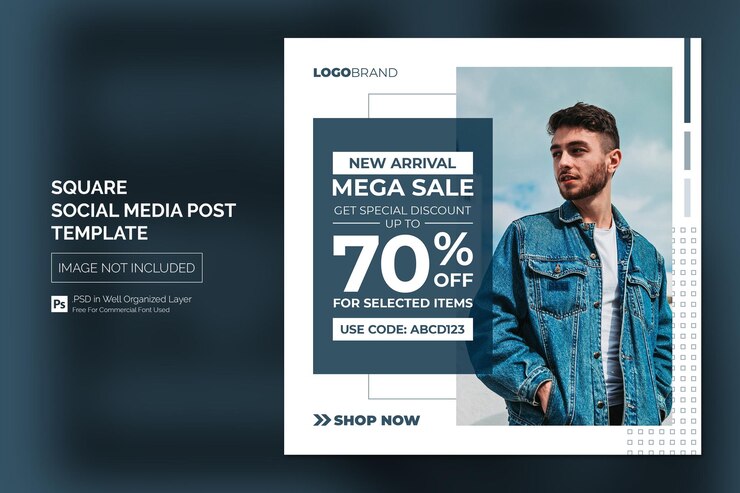 SQUARE
SOCIAL MEDIA POST
TEMPLATE
IMAGE NOT INCLUDED
Ps
.PSD in Well Organized Layer
Free For Commercial Font Used
LOGOBRAND
NEW ARRIVAL
MEGA SALE
GET SPECIAL DISCOUNT
UP TO
70% OFF
FOR SELECTED ITEMS
USE CODE: ABCD123
SHOP NOW